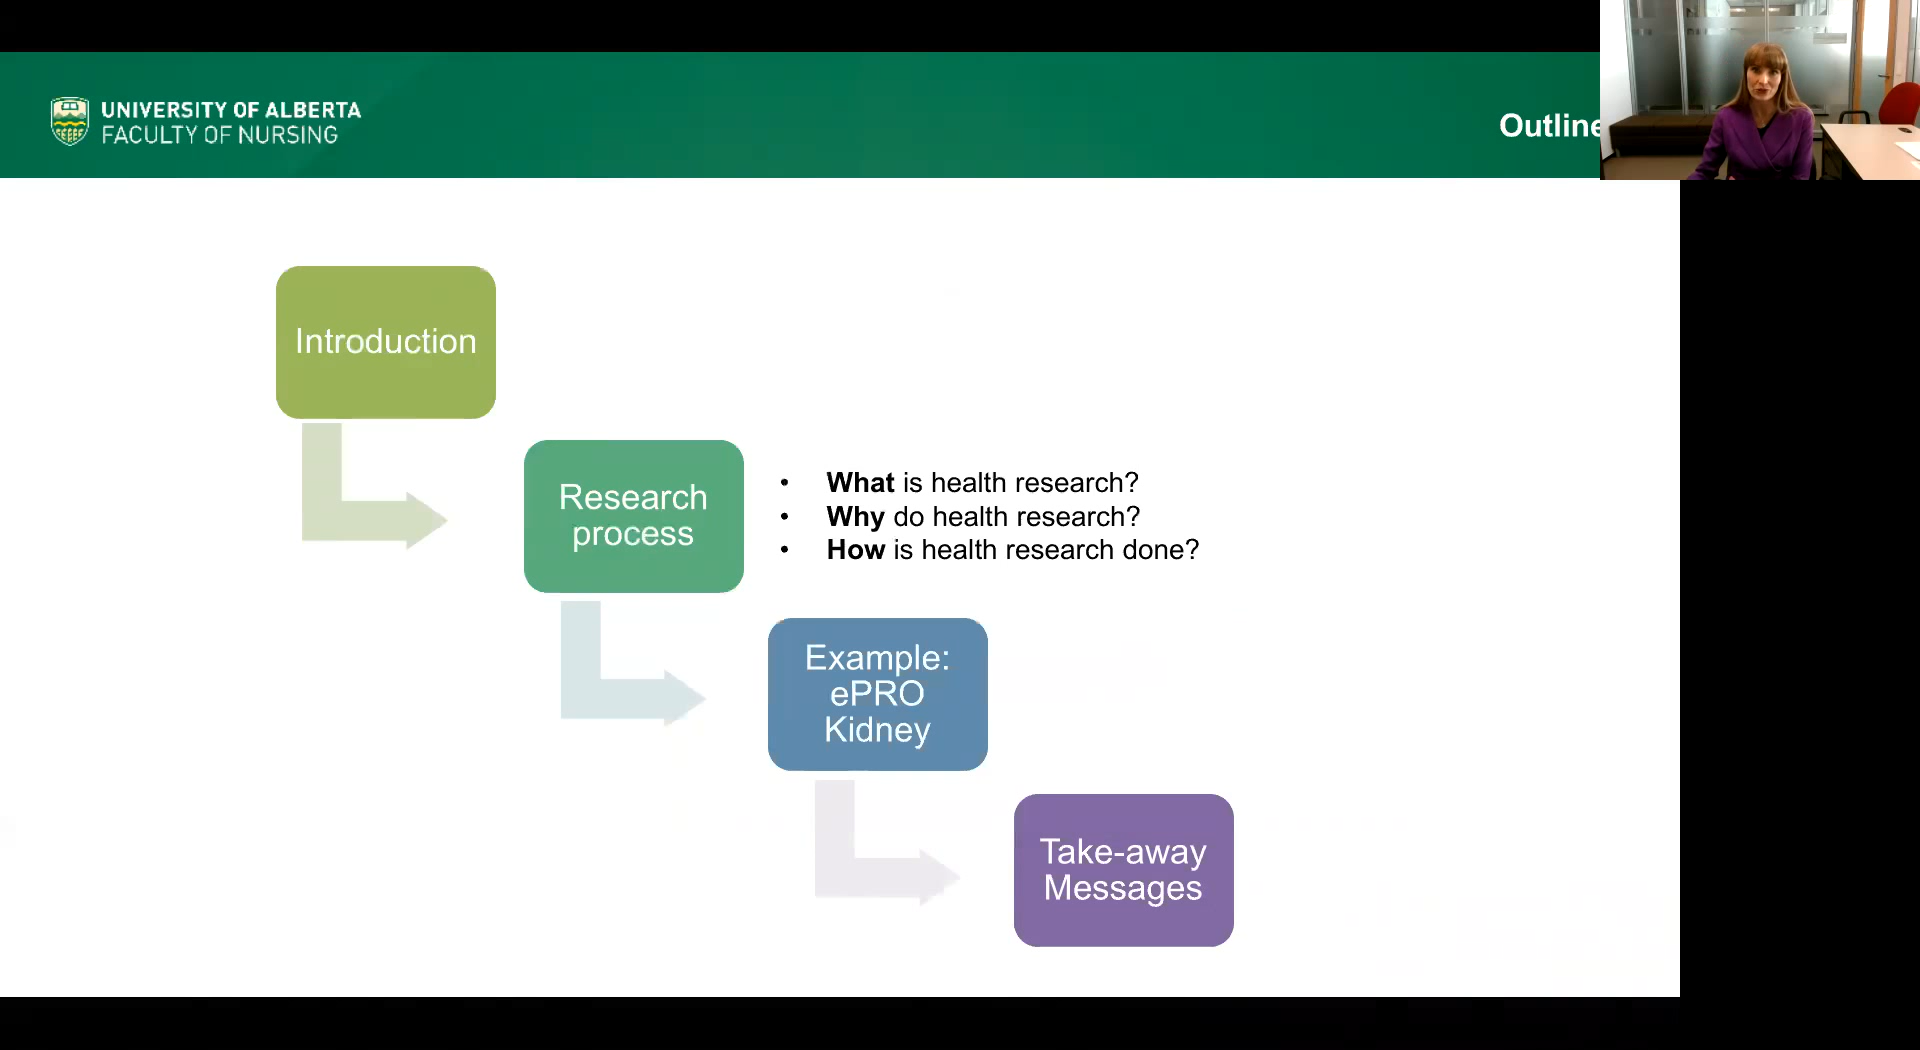 UNIVERSITY OF ALBERTA
FACULTY OF NURSING
Outline
Introduction
Research
process
• What is health research?
• Why do health research?
• How is health research done?
Example:
ePRO
Kidney
Take-away
Messages